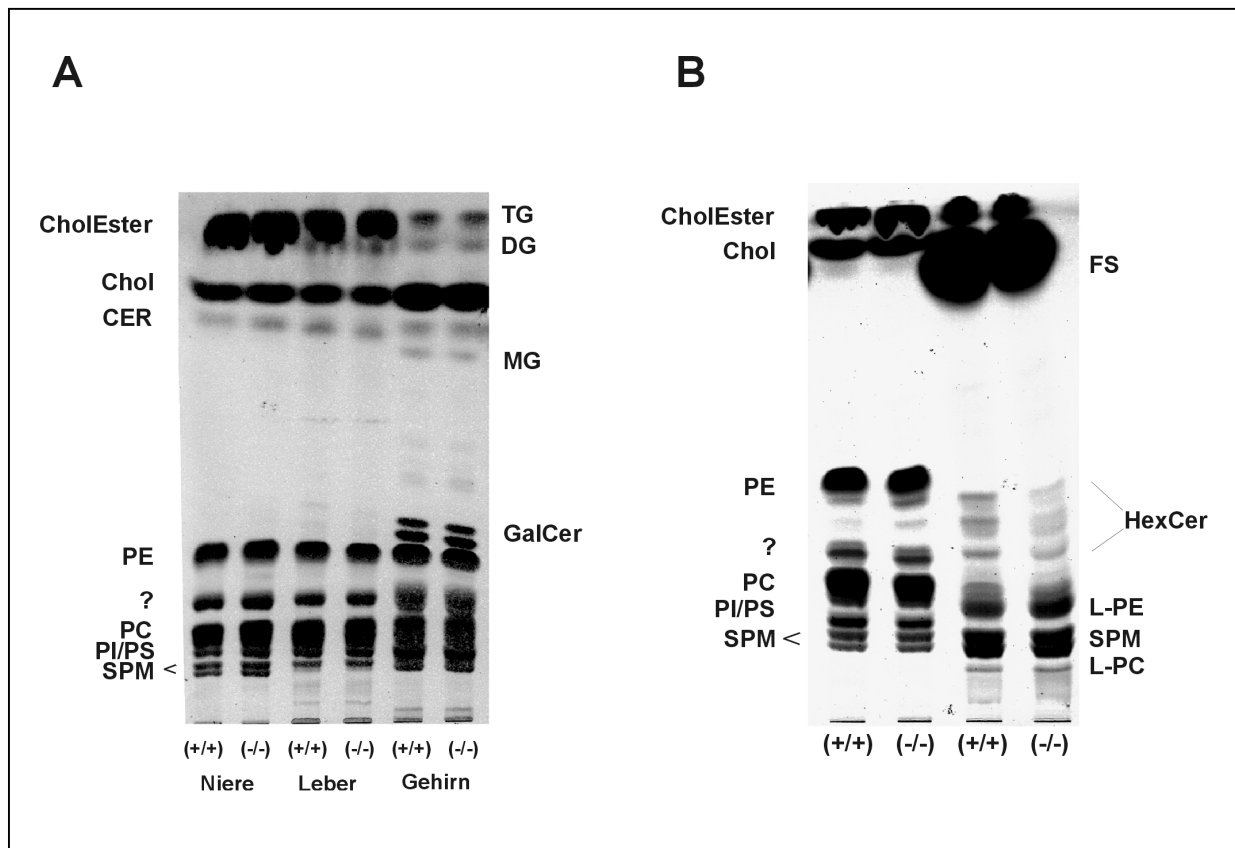 A
B
CholEster
Chol
CER
PE
?
PC
PI/PS
SPM <
TG
DG
MG
GalCer
(+/+) (-/-) (+/+) (-/-) (+/+) (-/-)
Niere Leber Gehirn
CholEster
Chol
PE
?
PC
PI/PS
SPM <
FS
HexCer
L-PE
SPM
L-PC
(+/+) (-/-) (+/+) (-/-)